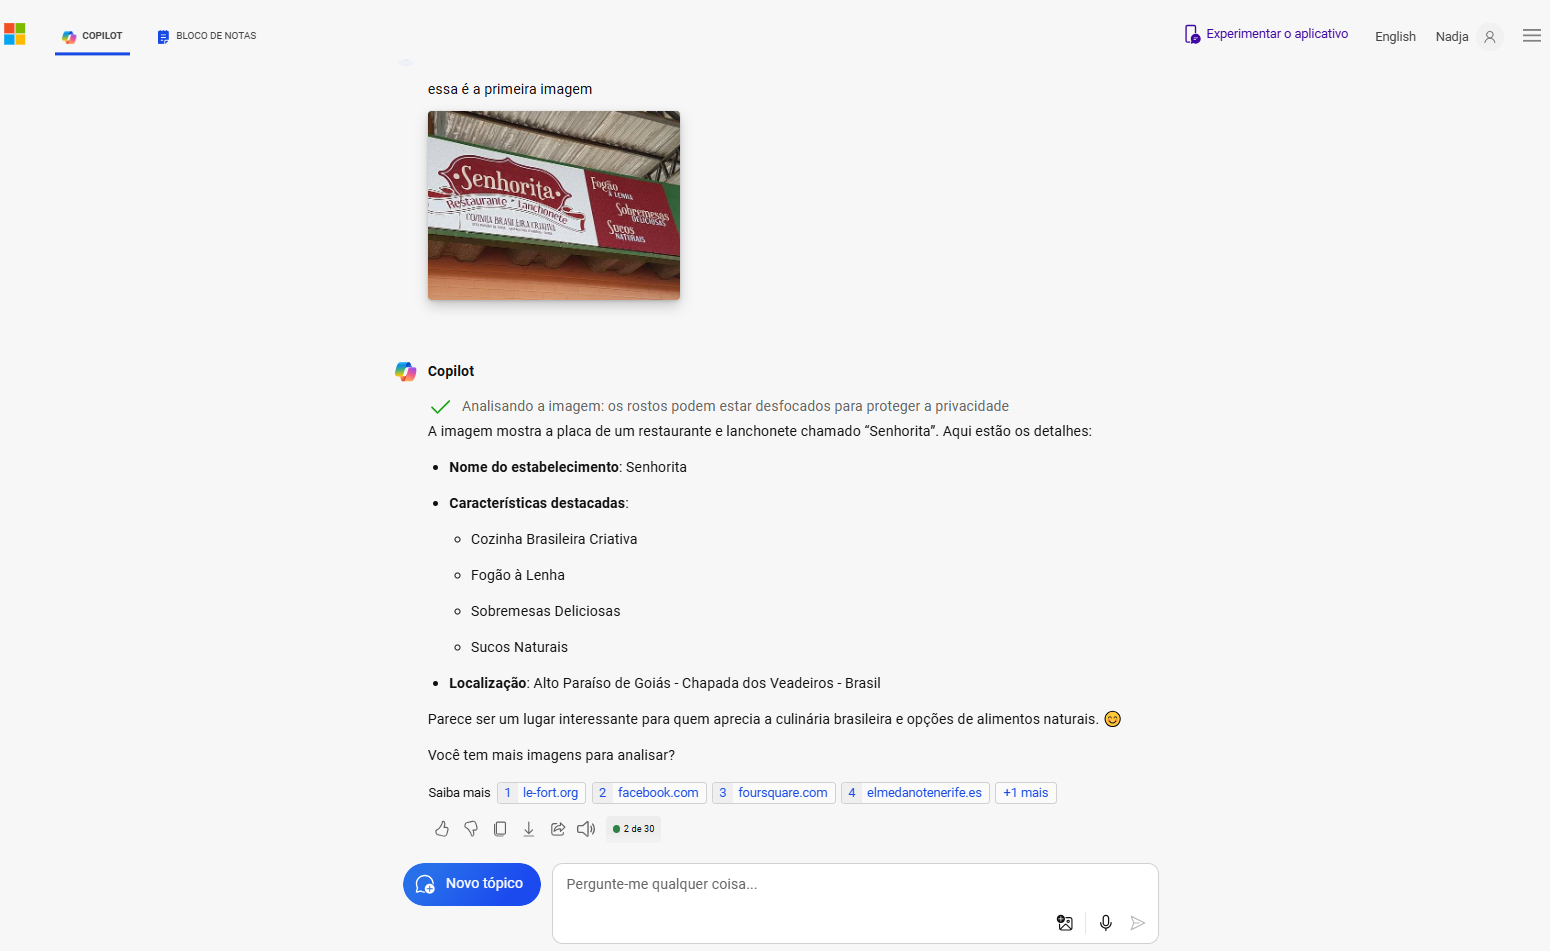 COPILOT
BLOCO DE NOTAS
Experimentar o aplicativo
English
Nadja
essa é a primeira imagem
Senhorita
Restaurante - Lanchonete
COZINHA BRASILEIRA CRIATIVA
Fogão
À LENHA
Sobremesas
DELICIOSAS
Sucos
NATURAIS
Copilot
Analisando a imagem: os rostos podem estar desfocados para proteger a privacidade
A imagem mostra a placa de um restaurante e lanchonete chamado “Senhorita”. Aqui estão os detalhes:
Nome do estabelecimento: Senhorita
Características destacadas:
Cozinha Brasileira Criativa
Fogão à Lenha
Sobremesas Deliciosas
Sucos Naturais
Localização: Alto Paraíso de Goiás - Chapada dos Veadeiros - Brasil
Parece ser um lugar interessante para quem aprecia a culinária brasileira e opções de alimentos naturais. 😊
Você tem mais imagens para analisar?
Saiba mais 1 le-fort.org 2 facebook.com 3 foursquare.com 4 elmedanotenerife.es +1 mais
2 de 30
Novo tópico
Pergunte-me qualquer coisa...